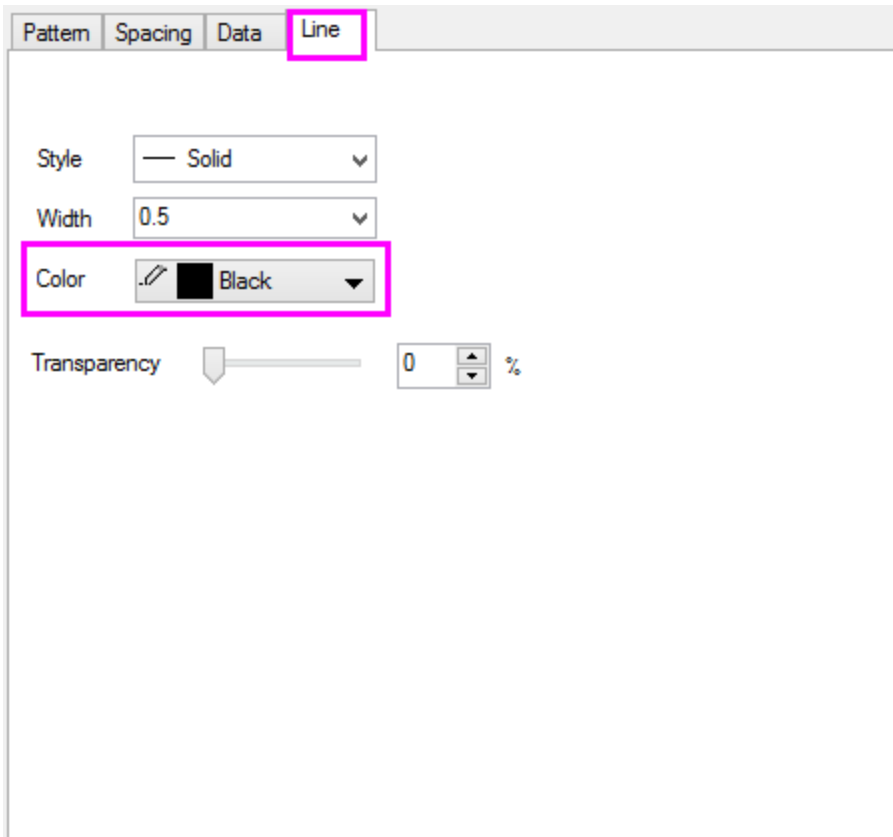 Pattern Spacing Data Line
Style Solid
Width 0.5
Color Black
Transparency 0 %